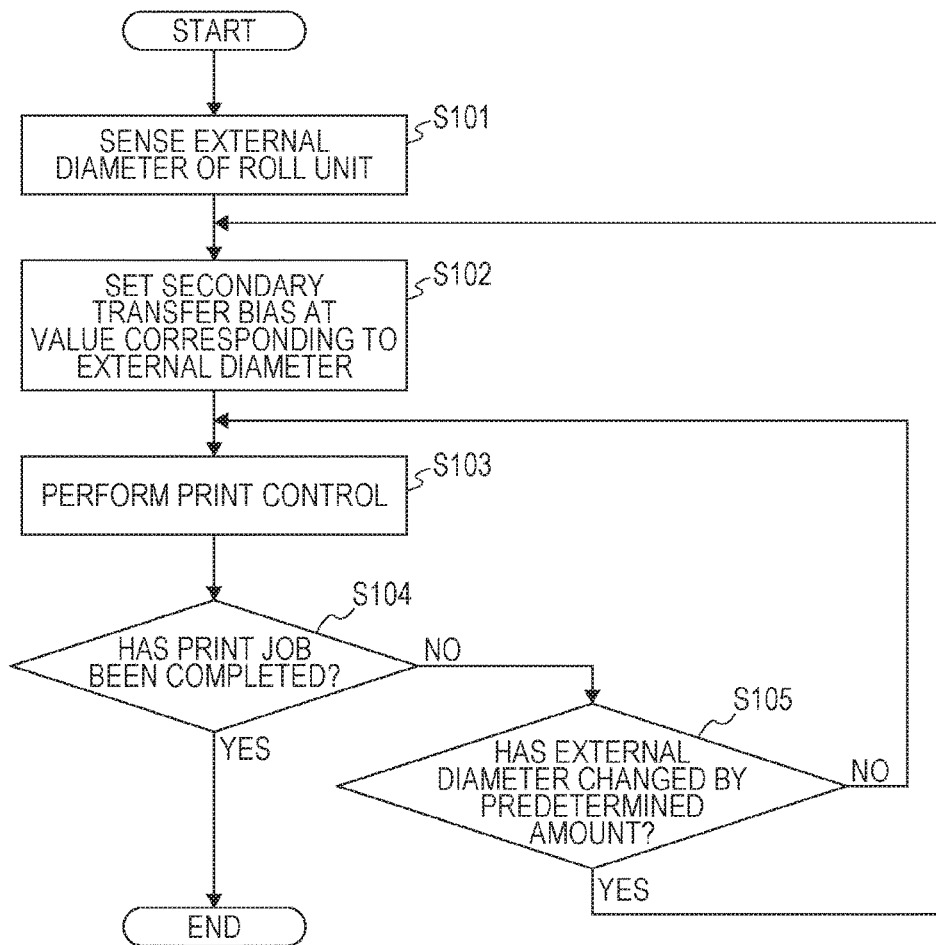 START
S101
SENSE EXTERNAL
DIAMETER OF ROLL UNIT
S102
SET SECONDARY
TRANSFER BIAS AT
VALUE CORRESPONDING TO
EXTERNAL DIAMETER
S103
PERFORM PRINT CONTROL
S104
HAS PRINT JOB
BEEN COMPLETED?
NO
YES
S105
HAS EXTERNAL
DIAMETER CHANGED BY
PREDETERMINED
AMOUNT?
NO
YES
END